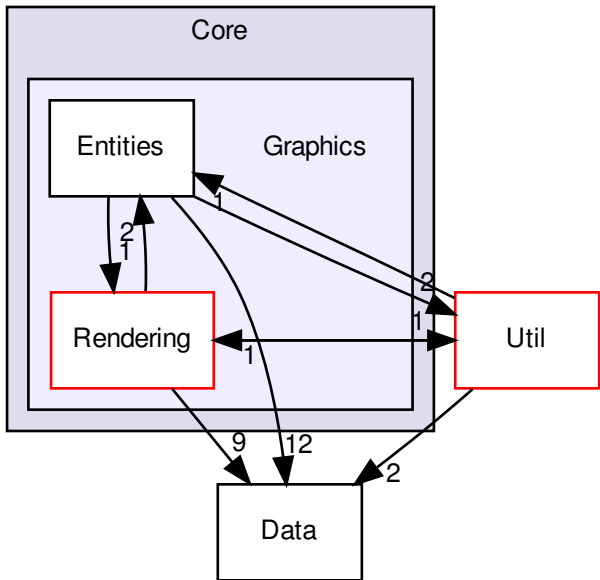 Core
Entities
Graphics
1
2
1
2
Rendering
Util
1
1
9
12
2
Data